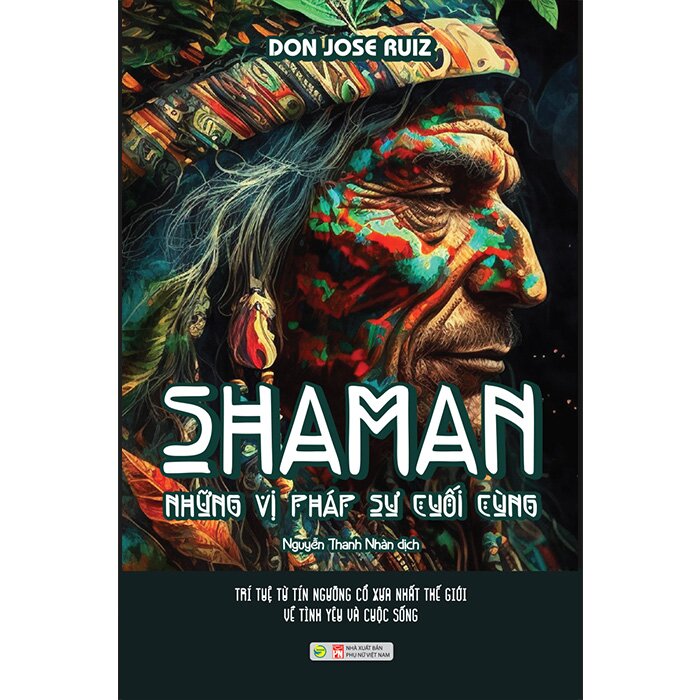 DON JOSE RUIZ
SHAMAN
NHỮNG VỊ PHÁP SƯ CUỐI CÙNG
Nguyễn Thanh Nhàn dịch
TRÍ TUỆ TỪ TÍN NGƯỠNG CỔ XƯA NHẤT THẾ GIỚI
VỀ TÌNH YÊU VÀ CUỘC SỐNG
NHÀ XUẤT BẢN
PHỤ NỮ VIỆT NAM